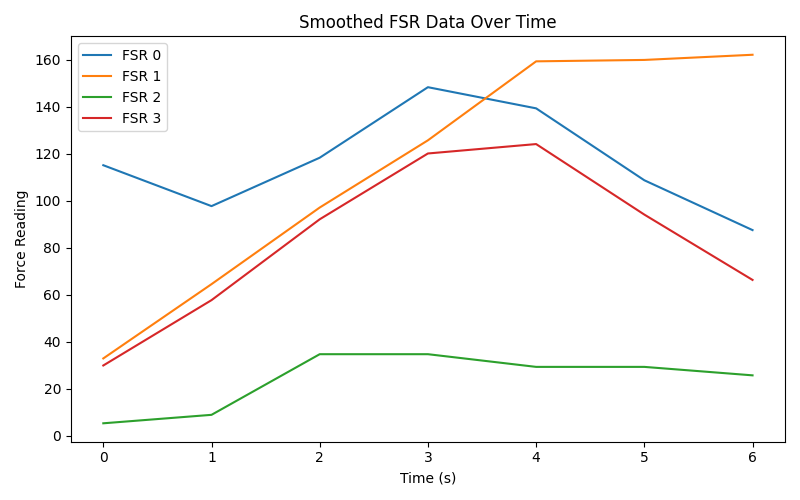 Smoothed FSR Data Over Time
FSR 0
FSR 1
FSR 2
FSR 3
Force Reading
160
140
120
100
80
60
40
20
0
0 1 2 3 4 5 6
Time (s)